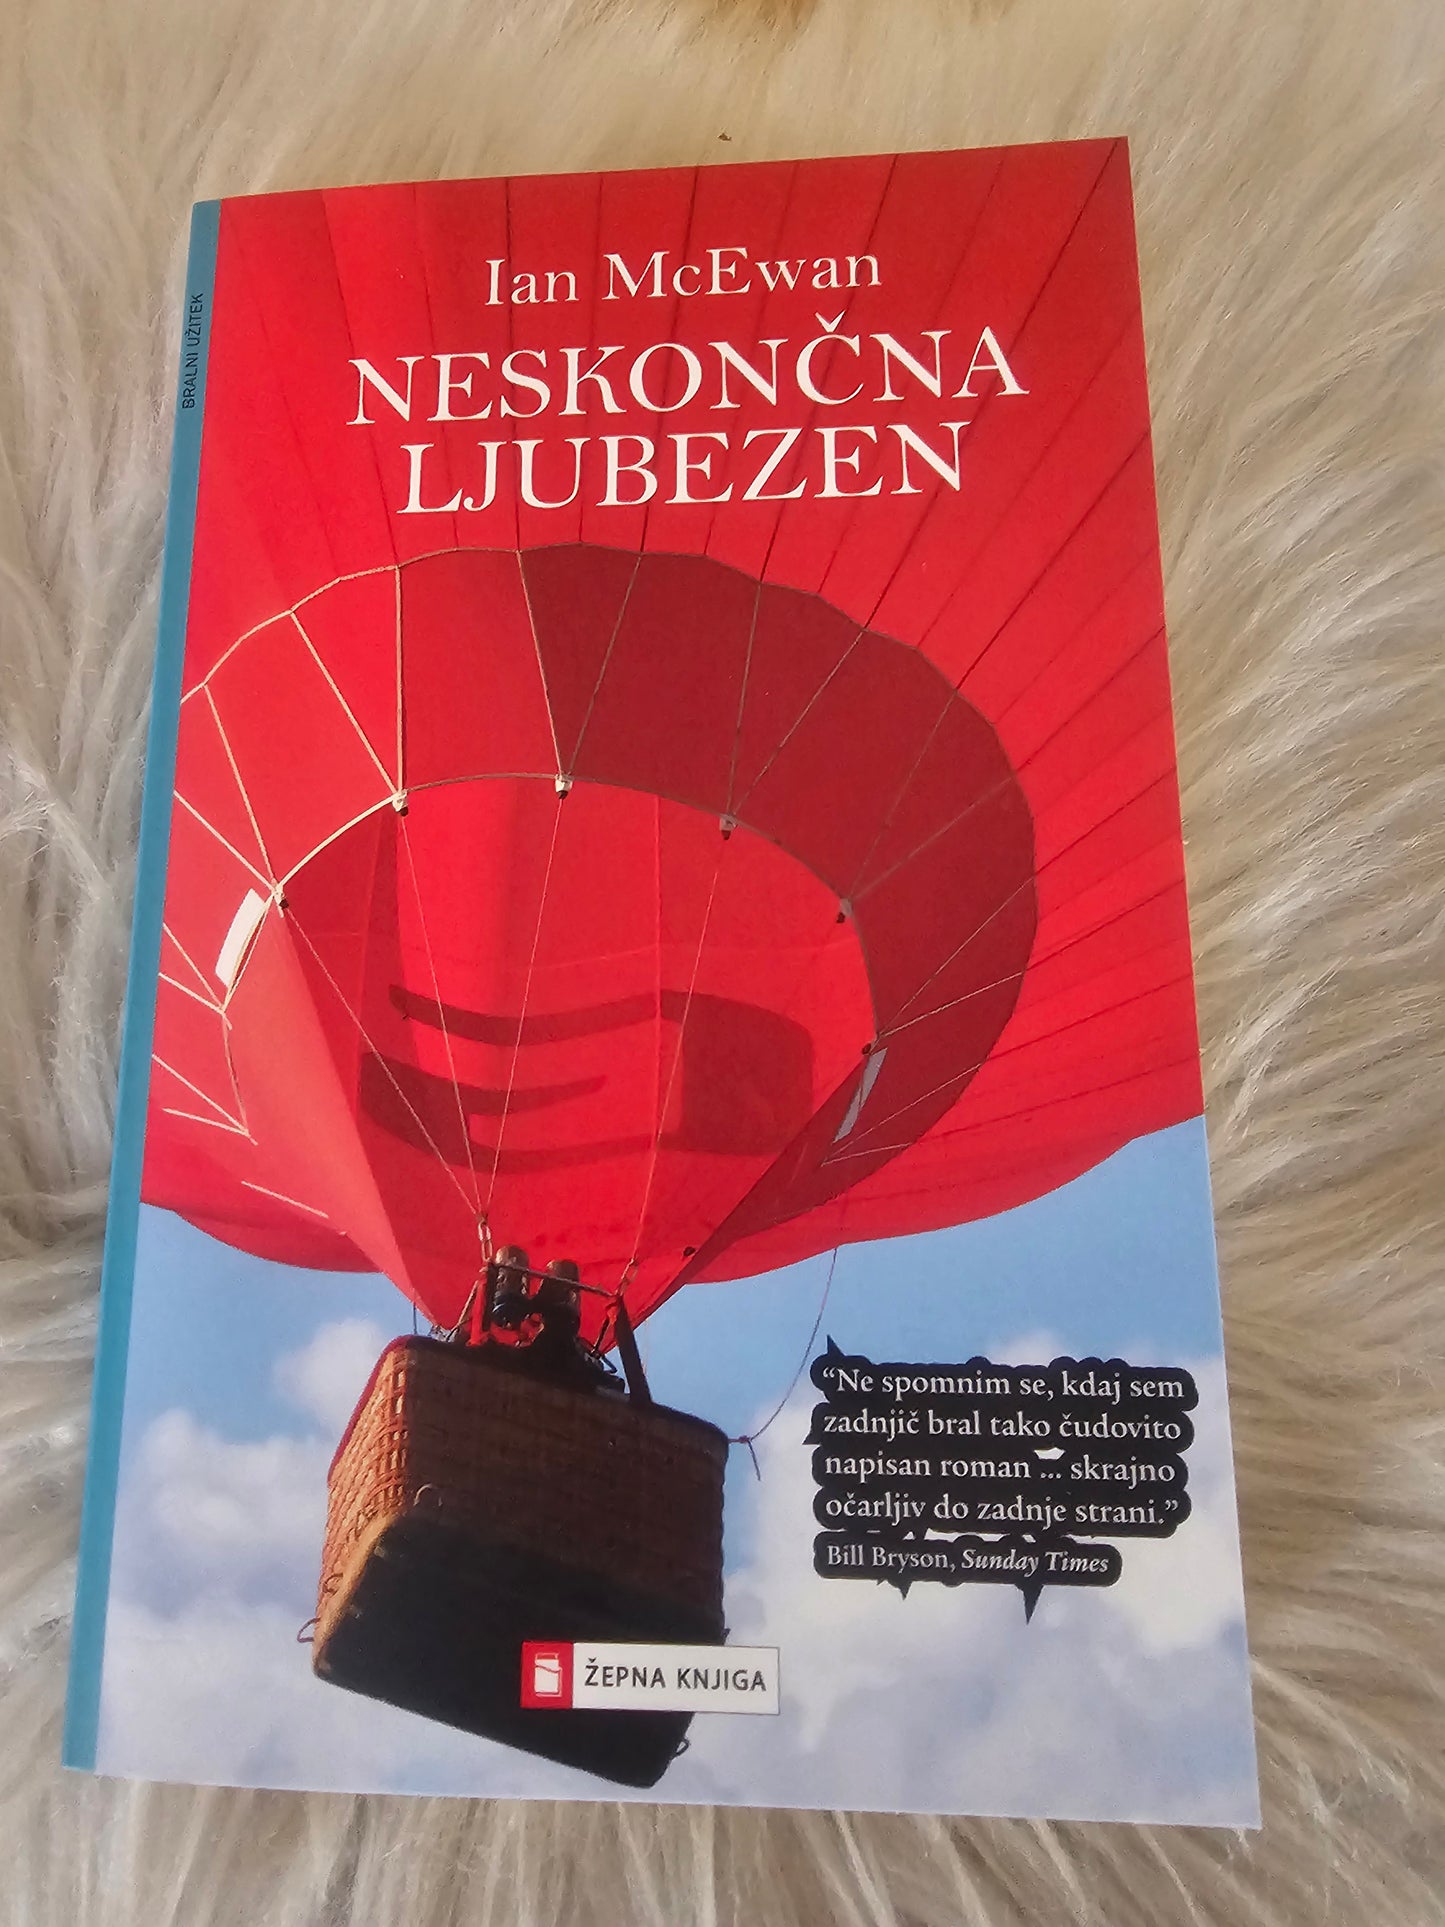 BRALNI UŽITEK
Ian McEwan
NESKONČNA
LJUBEZEN
“Ne spomnim se, kdaj sem
zadnjič bral tako čudovito
napisan roman ... skrajno
očarljiv do zadnje strani.”
Bill Bryson, Sunday Times
ŽEPNA KNJIGA